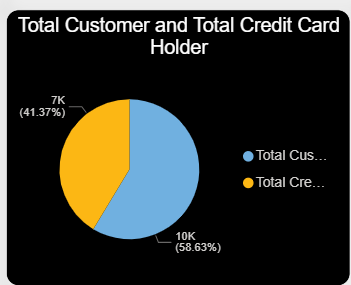 Total Customer and Total Credit Card
Holder
7K
(41.37%)
Total Cus...
Total Cre...
10K
(58.63%)